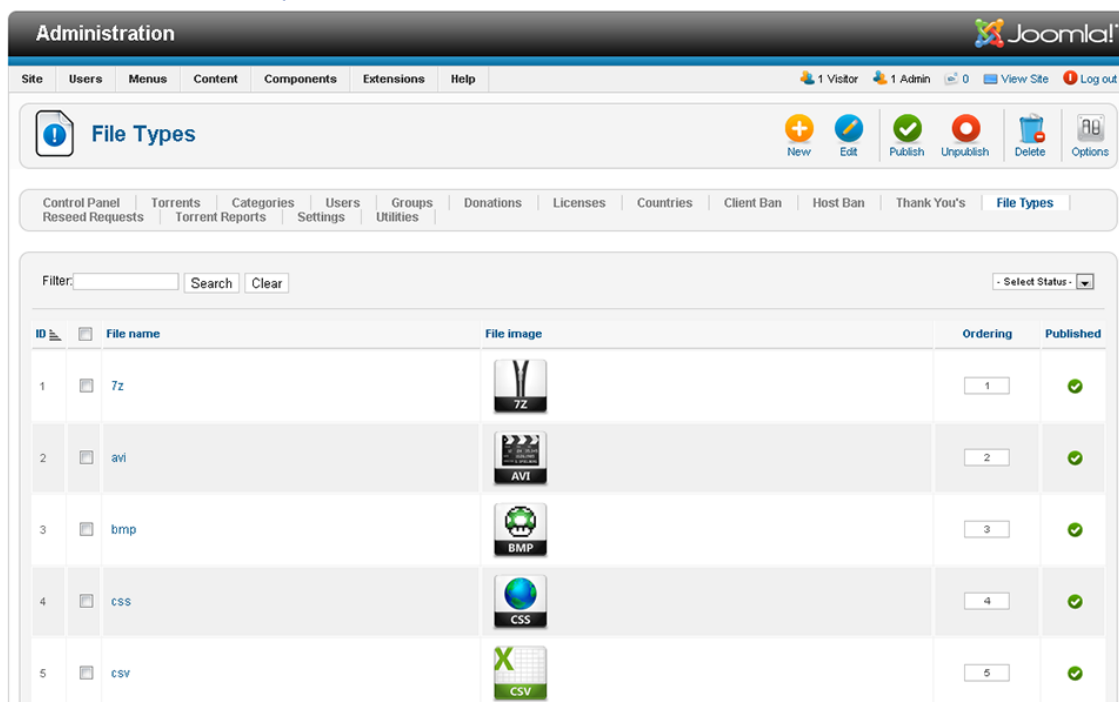 Administration Joomla!
Site Users Menus Content Components Extensions Help 1 Visitor 1 Admin 0 View Site Log out
File Types New Edit Publish Unpublish Delete Options
Control Panel Torrents Categories Users Groups Donations Licenses Countries Client Ban Host Ban Thank You's File Types
Reseed Requests Torrent Reports Settings Utilities
Filter: Search Clear - Select Status -
ID File name File image Ordering Published
1 7z 7Z 1
2 avi AVI 2
3 bmp BMP 3
4 css CSS 4
5 csv CSV 5